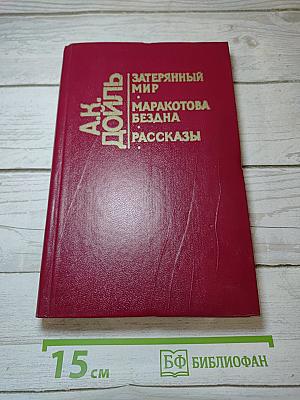 А.К.
ДОЙЛЬ
ЗАТЕРЯННЫЙ
МИР
МАРАКОТОВА
БЕЗДНА
РАССКАЗЫ
15 см
БФ БИБЛИОФАН